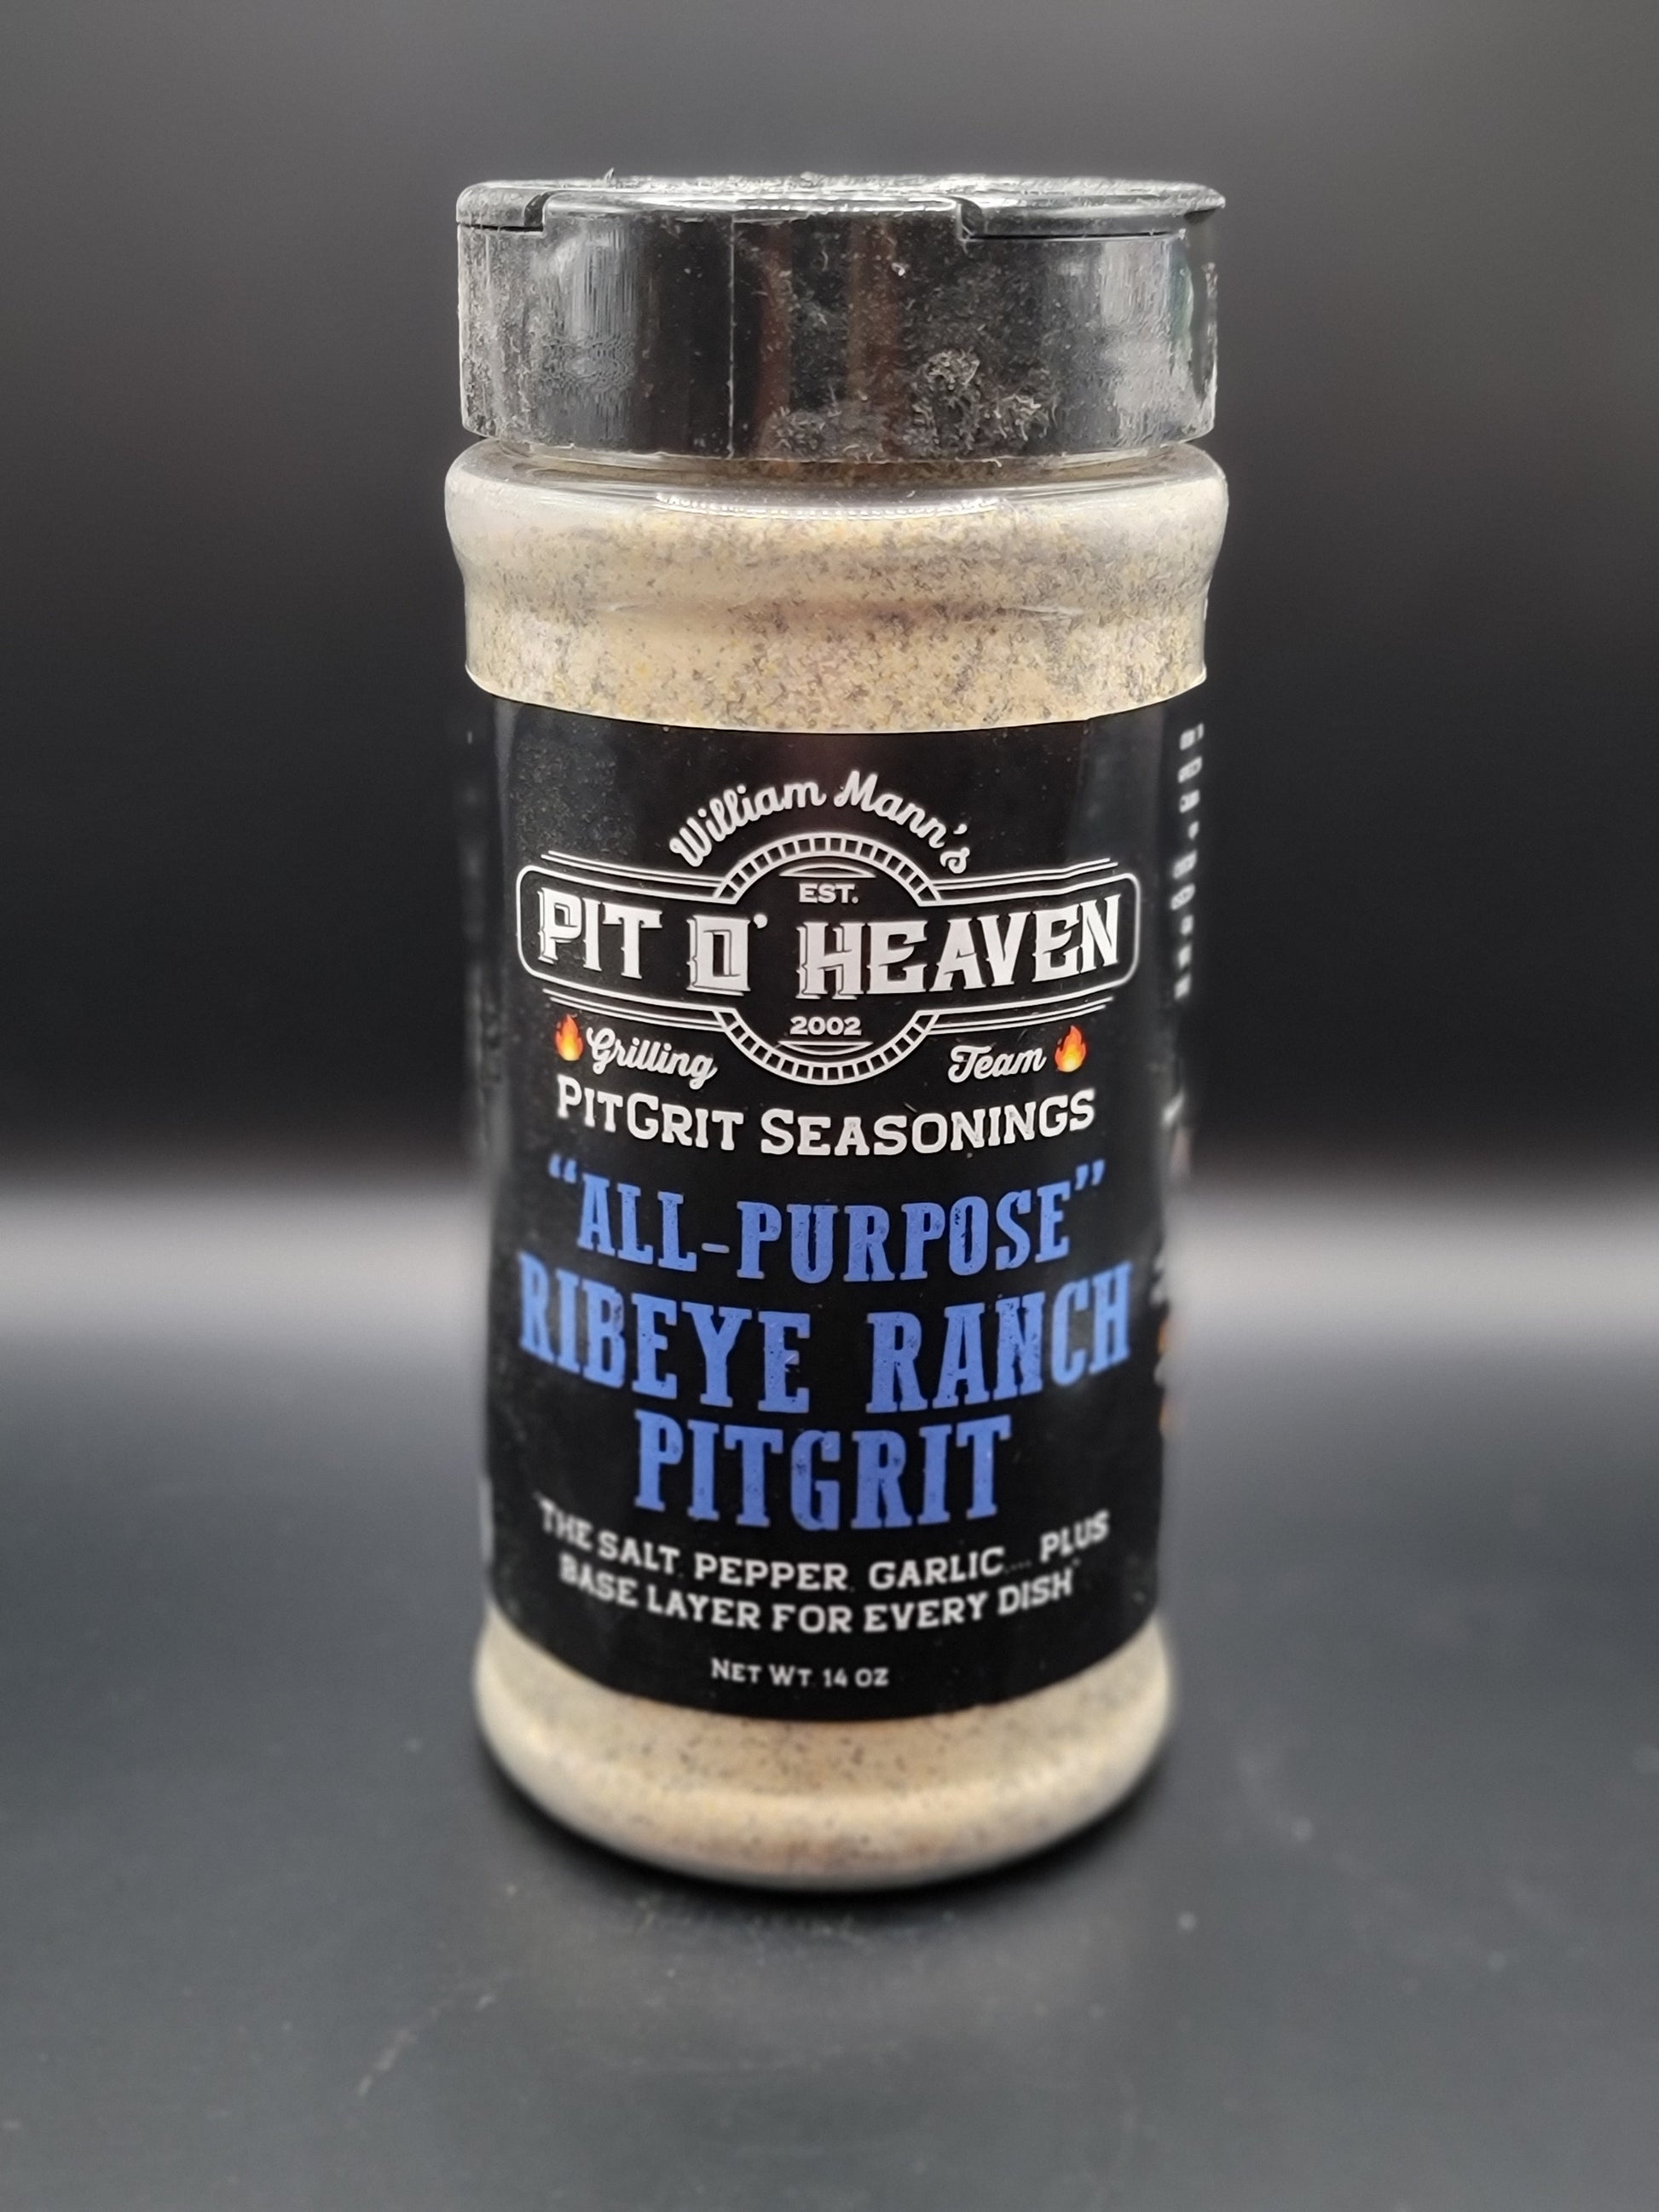 William Mann's
EST.
PIT O' HEAVEN
2002
Grilling Team
PITGRIT SEASONINGS
"ALL-PURPOSE"
RIBEYE RANCH
PITGRIT
THE SALT, PEPPER, GARLIC... PLUS
BASE LAYER FOR EVERY DISH
NET WT. 14 OZ